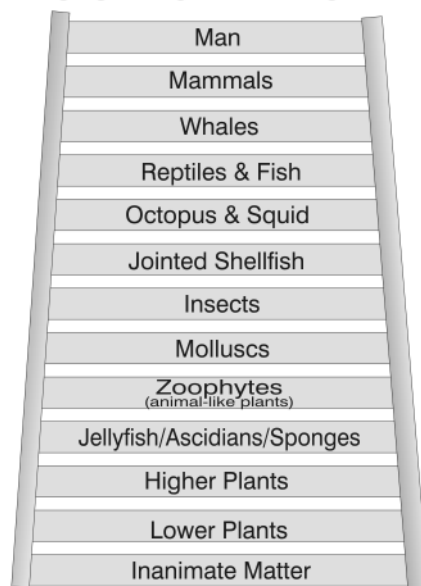 Man
Mammals
Whales
Reptiles & Fish
Octopus & Squid
Jointed Shellfish
Insects
Molluscs
Zoophytes
(animal-like plants)
Jellyfish/Ascidians/Sponges
Higher Plants
Lower Plants
Inanimate Matter